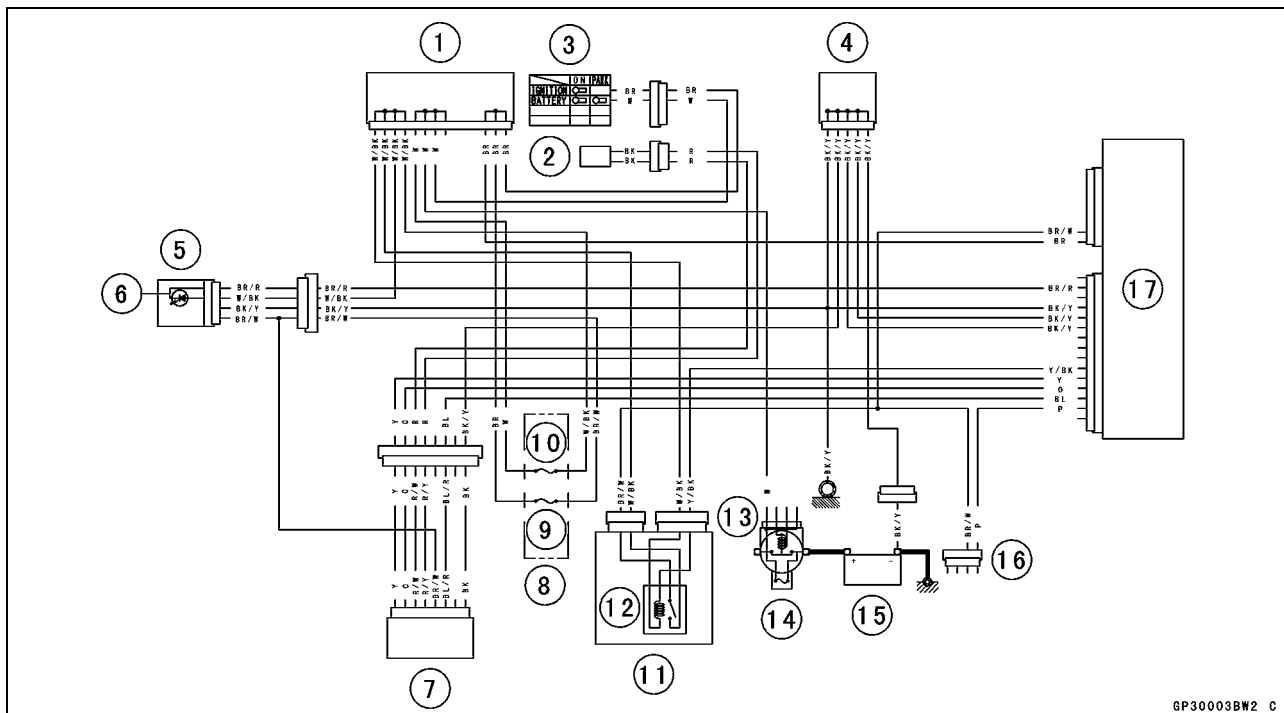 1
3
4
ON PARK
IGNITION
BATTERY
BR BR
W W
2
BK R
BK R
W/BK W/BK W/BK W/BK W W W BR BR BR
BK/Y BK/Y BK/Y BK/Y BK/Y
BR/W
BR
17
5
6
BR/R BR/R
W/BK W/BK
BK/Y BK/Y
BR/W BR/W
BR/R
BK/Y
BK/Y
BK/Y
Y/BK
Y
O
BL
P
Y O R R BL BK/Y
BR W
W/BK BR/W
10
9
8
Y O R/W R/Y BL/R BK
Y O R/W R/Y BR/W BL/R BK
7
BR/W W/BK W/BK Y/BK
12
11
W
13
14
BK/Y
BK/Y
+ -
15
BR/W P
16
GP30003BW2 C